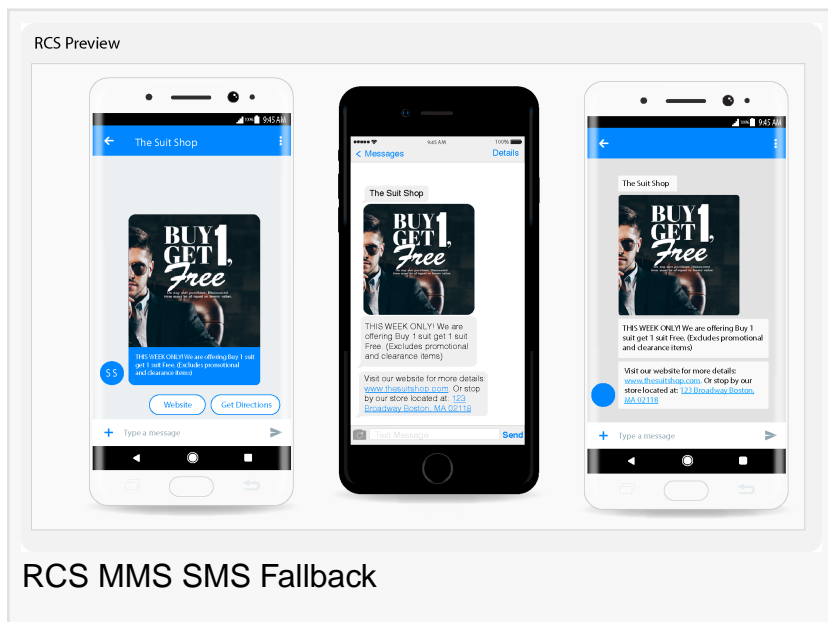 RCS Preview
100% 9:45 AM
The Suit Shop
BUY 1,
GET
Free
THIS WEEK ONLY! We are offering Buy 1 suit
get 1 suit Free. (Excludes promotional
and clearance items)
S S
Website
Get Directions
Type a message
9:45 AM
100%
Messages
Details
The Suit Shop
BUY 1,
GET
Free
THIS WEEK ONLY! We are
offering Buy 1 suit get 1 suit
Free. (Excludes promotional
and clearance items)
Visit our website for more details:
www.thesuitshop.com. Or stop
by our store located at: 123
Broadway Boston, MA 02118
Text Message
Send
100% 9:45 AM
The Suit Shop
BUY 1,
GET
Free
THIS WEEK ONLY! We are offering Buy 1
suit get 1 suit Free. (Excludes promotional
and clearance items)
Visit our website for more details:
www.thesuitshop.com. Or stop by our
store located at: 123 Broadway Boston,
MA 02118
Type a message
RCS MMS SMS Fallback